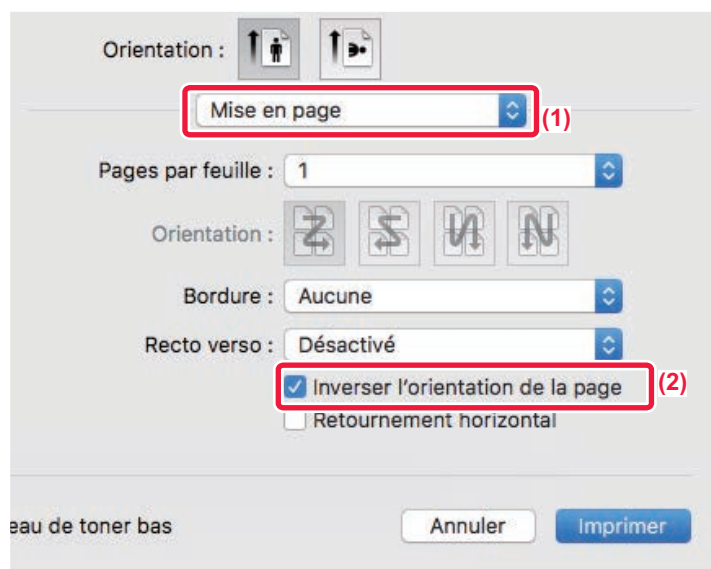 Orientation :
Mise en page
(1)
Pages par feuille : 1
Orientation :
Bordure : Aucune
Recto verso : Désactivé
Inverser l'orientation de la page
(2)
Retournement horizontal
eau de toner bas
Annuler
Imprimer